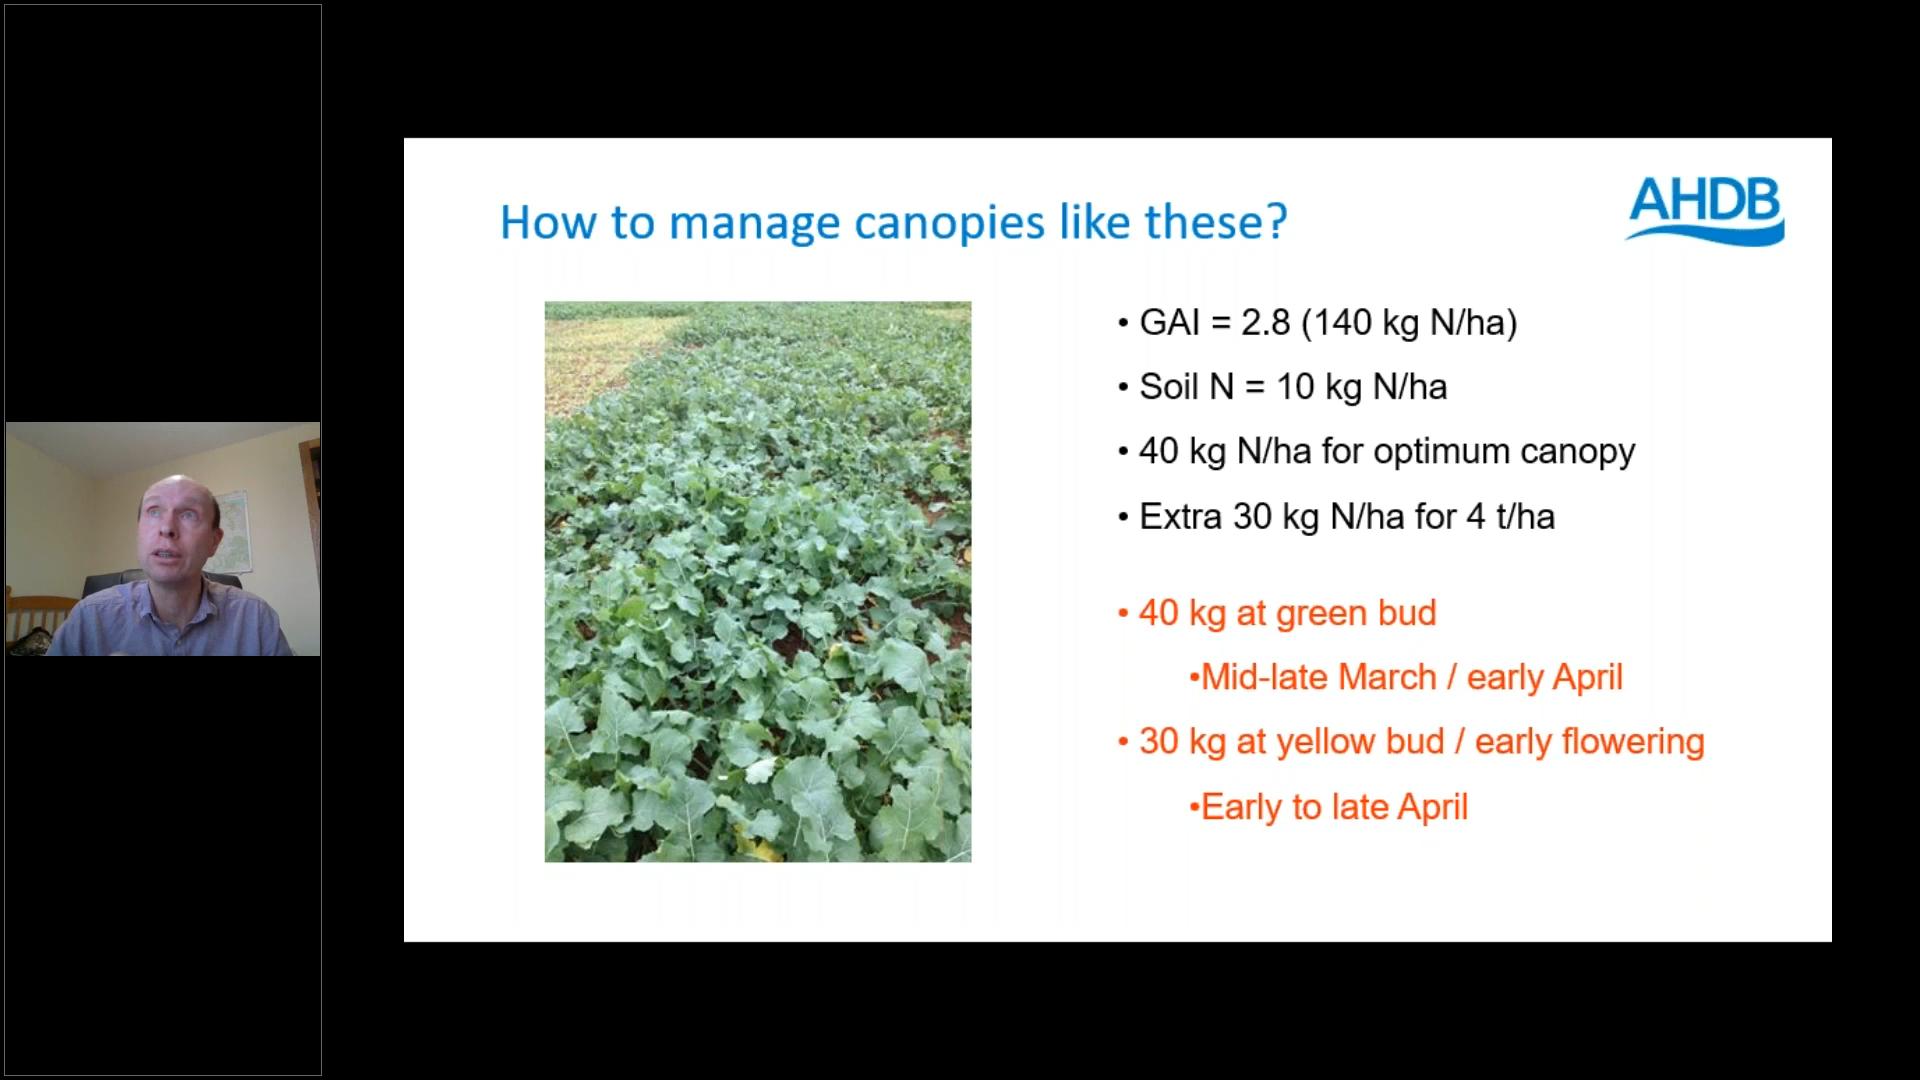 AHDB
How to manage canopies like these?
• GAI = 2.8 (140 kg N/ha)
• Soil N = 10 kg N/ha
• 40 kg N/ha for optimum canopy
• Extra 30 kg N/ha for 4 t/ha
• 40 kg at green bud
•Mid-late March / early April
• 30 kg at yellow bud / early flowering
•Early to late April